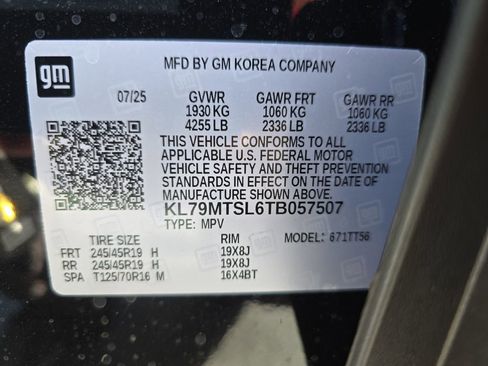 gm
MFD BY GM KOREA COMPANY
07/25 GVWR GAWR FRT GAWR RR
1930 KG 1060 KG 1060 KG
4255 LB 2336 LB 2336 LB
THIS VEHICLE CONFORMS TO ALL
APPLICABLE U.S. FEDERAL MOTOR
VEHICLE SAFETY AND THEFT PREVENTION
STANDARDS IN EFFECT ON THE DATE OF
MANUFACTURE SHOWN ABOVE.
KL79MTSL6TB057507
TYPE: MPV
TIRE SIZE RIM MODEL: 671TT56
FRT 245/45R19 H 19X8J
RR 245/45R19 H 19X8J
SPA T125/70R16 M 16X4BT